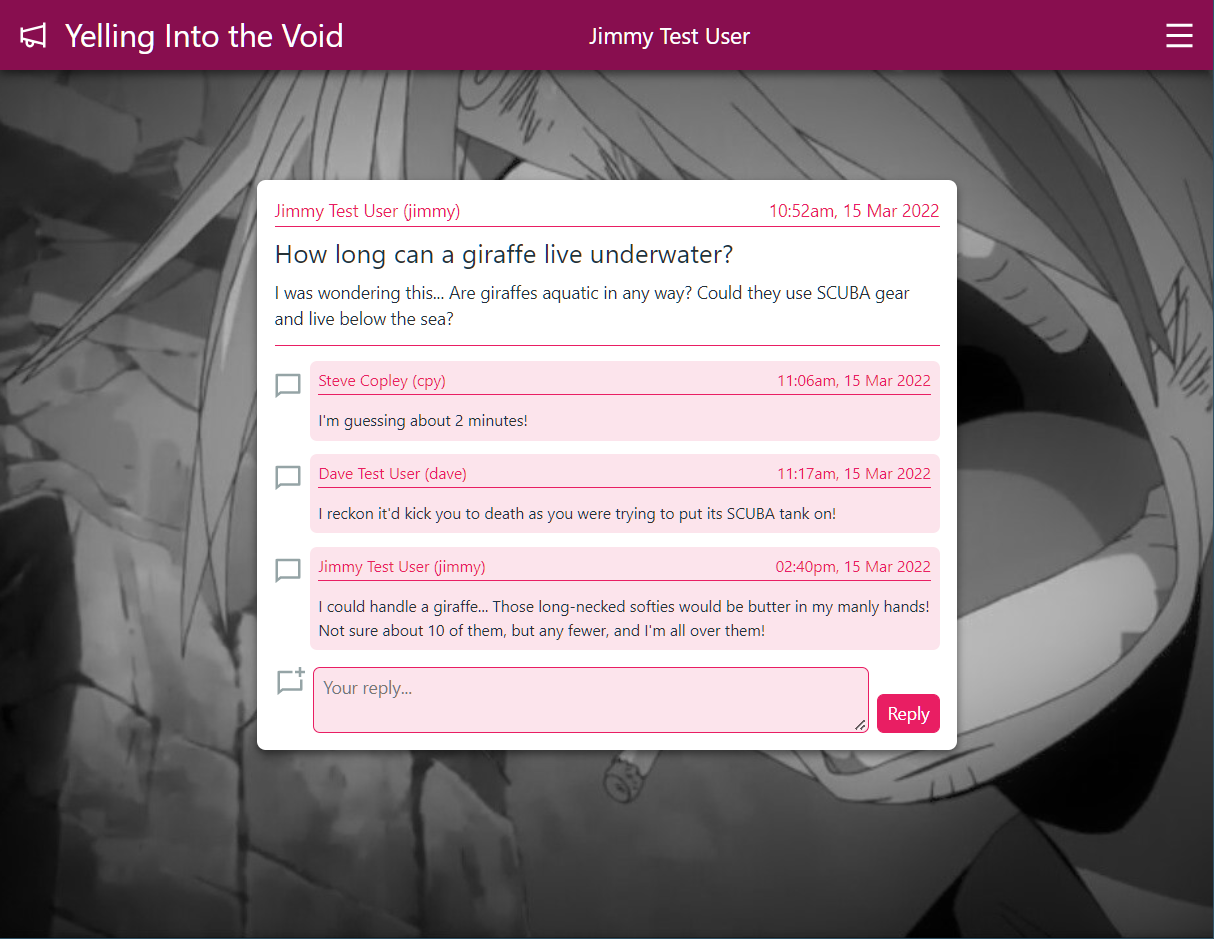 Yelling Into the Void
Jimmy Test User
Jimmy Test User (jimmy)
10:52am, 15 Mar 2022
How long can a giraffe live underwater?
I was wondering this... Are giraffes aquatic in any way? Could they use SCUBA gear
and live below the sea?
Steve Copley (cpy)
11:06am, 15 Mar 2022
I'm guessing about 2 minutes!
Dave Test User (dave)
11:17am, 15 Mar 2022
I reckon it'd kick you to death as you were trying to put its SCUBA tank on!
Jimmy Test User (jimmy)
02:40pm, 15 Mar 2022
I could handle a giraffe... Those long-necked softies would be butter in my manly hands!
Not sure about 10 of them, but any fewer, and I'm all over them!
Your reply...
Reply